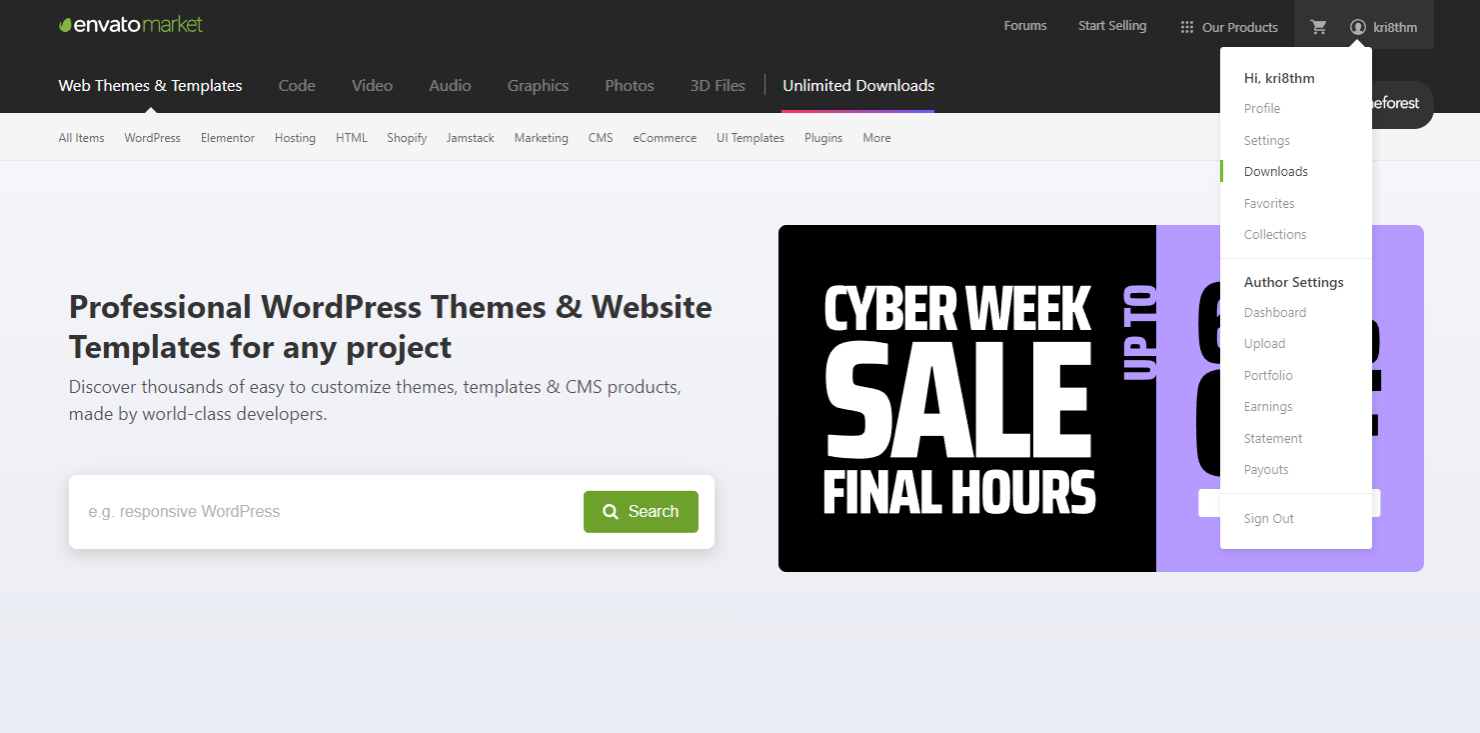 envato market
Forums
Start Selling
Our Products
kri8thm
Web Themes & Templates
Code
Video
Audio
Graphics
Photos
3D Files
Unlimited Downloads
All Items
WordPress
Elementor
Hosting
HTML
Shopify
Jamstack
Marketing
CMS
eCommerce
UI Templates
Plugins
More
Hi, kri8thm
Profile
Settings
Downloads
Favorites
Collections
Author Settings
Dashboard
Upload
Portfolio
Earnings
Statement
Payouts
Sign Out
Professional WordPress Themes & Website
Templates for any project
Discover thousands of easy to customize themes, templates & CMS products,
made by world-class developers.
e.g. responsive WordPress
Search
CYBER WEEK
SALE
FINAL HOURS
UP TO